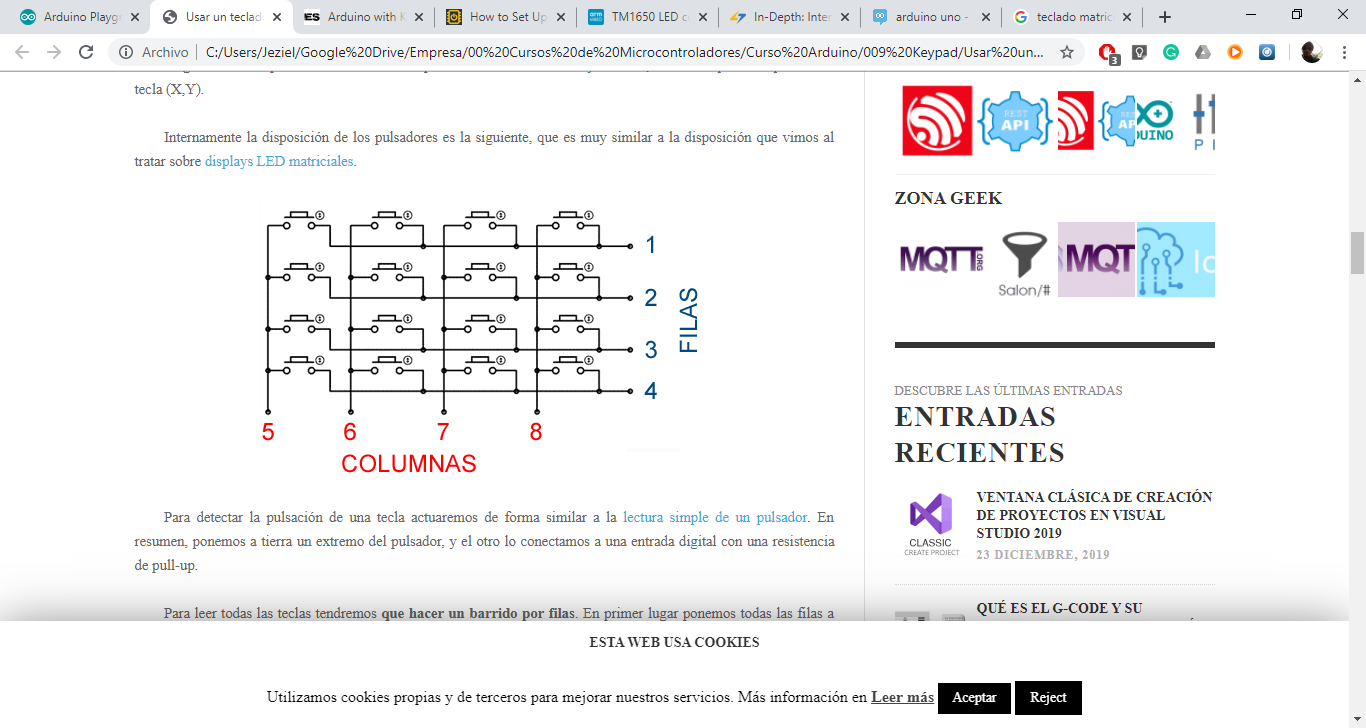 Arduino Playg
Usar un teclad
Arduino with K
How to Set Up
TM1650 LED c
In-Depth: Inter
arduino uno -
teclado matric
Archivo
C:/Users/Jeziel/Google%20Drive/Empresa/00%20Cursos%20de%20Microcontroladores/Curso%20Arduino/009%20Keypad/Usar%20un...
3
tecla (X,Y).
Internamente la disposición de los pulsadores es la siguiente, que es muy similar a la disposición que vimos al
tratar sobre displays LED matriciales.
1
2
3
4
FILAS
5 6 7 8
COLUMNAS
Para detectar la pulsación de una tecla actuaremos de forma similar a la lectura simple de un pulsador. En
resumen, ponemos a tierra un extremo del pulsador, y el otro lo conectamos a una entrada digital con una resistencia
de pull-up.
Para leer todas las teclas tendremos que hacer un barrido por filas. En primer lugar ponemos todas las filas a
REST
API
DUINO
P
ZONA GEEK
MQTT.ORG
Salon/#
MQT
DESCUBRE LAS ÚLTIMAS ENTRADAS
ENTRADAS
RECIENTES
CLASSIC
CREATE PROJECT
VENTANA CLÁSICA DE CREACIÓN
DE PROYECTOS EN VISUAL
STUDIO 2019
23 DICIEMBRE, 2019
QUÉ ES EL G-CODE Y SU
ESTA WEB USA COOKIES
Utilizamos cookies propias y de terceros para mejorar nuestros servicios. Más información en Leer más Aceptar Reject